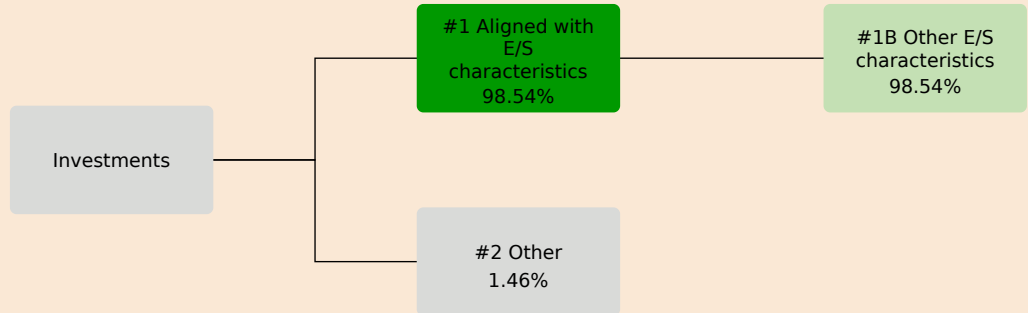 #1 Aligned with
E/S
characteristics
98.54%
#1B Other E/S
characteristics
98.54%
Investments
#2 Other
1.46%